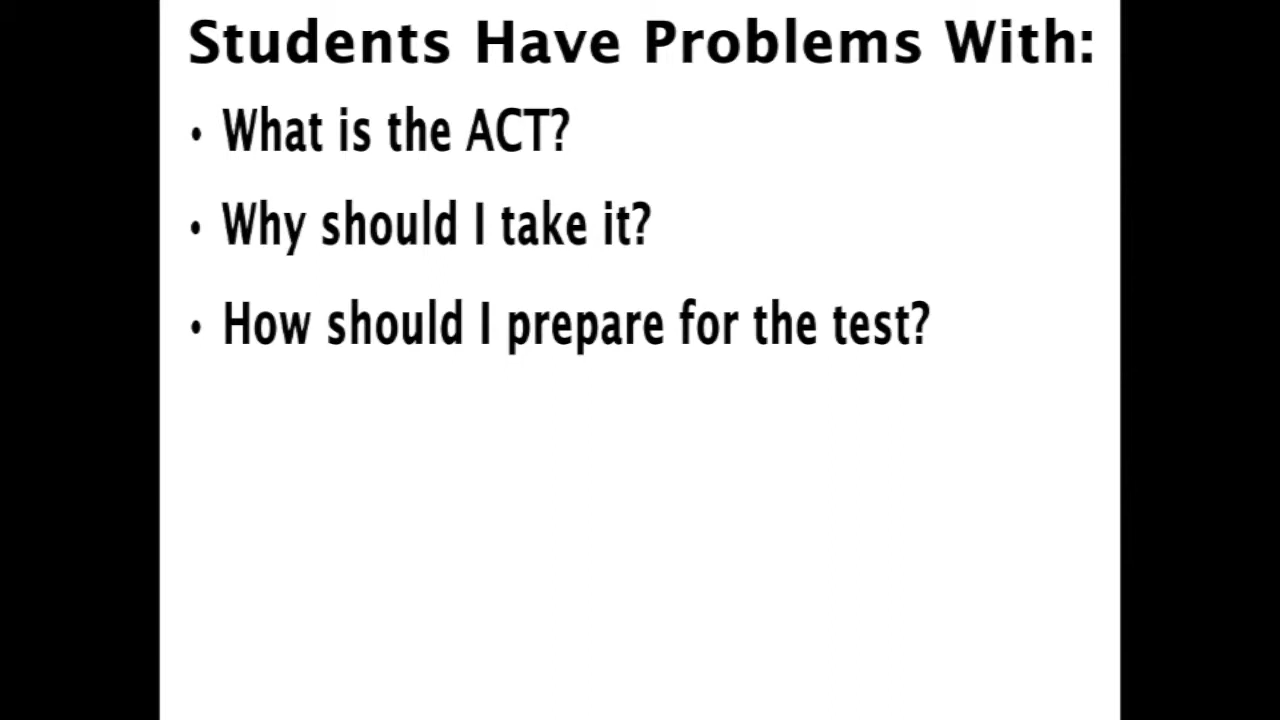 Students Have Problems With:
• What is the ACT?
• Why should I take it?
• How should I prepare for the test?